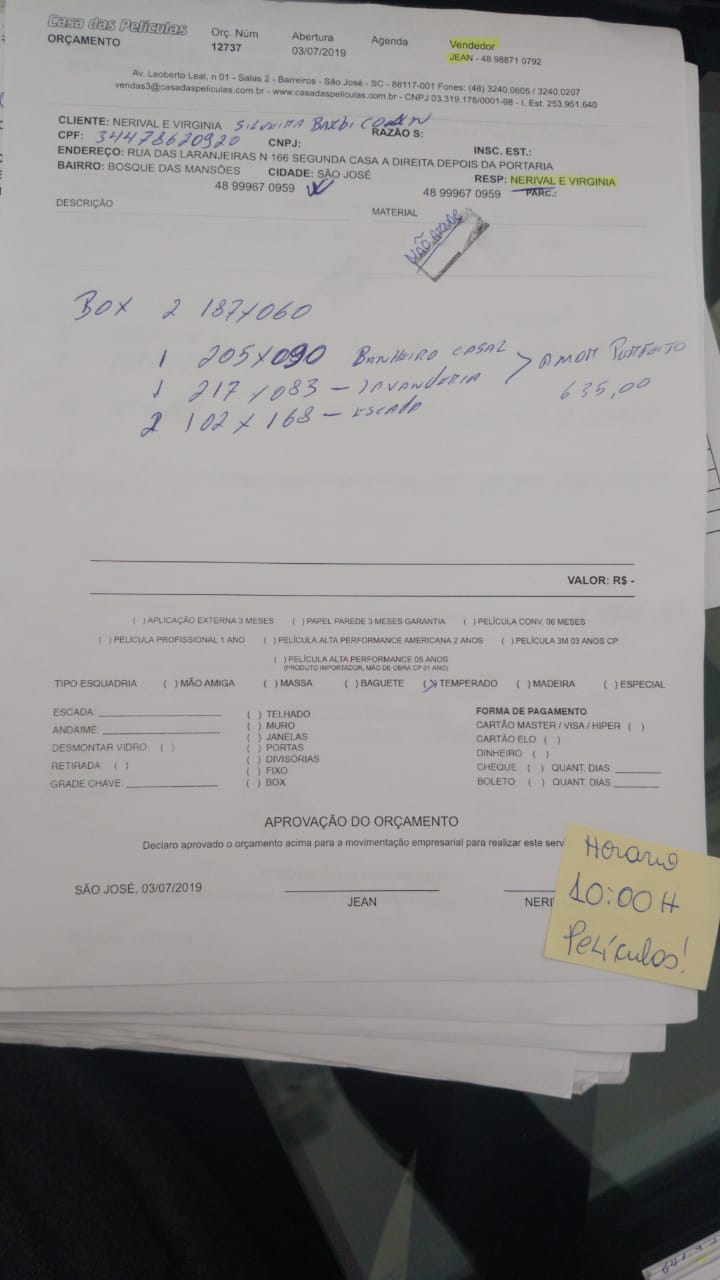 Casa das Películas
ORÇAMENTO
Orç. Núm
12737
Abertura
03/07/2019
Agenda
Vendedor
JEAN - 48 98871 0792
Av. Leoberto Leal, n 01 - Salas 2 - Barreiros - São José - SC - 88117-001 Fones: (48) 3240.0605 / 3240.0207
vendas3@casadaspeliculas.com.br - www.casadaspeliculas.com.br - CNPJ 03.319.178/0001-98 - I. Est. 253.951.640
CLIENTE: NERIVAL E VIRGINIA RAZÃO S:
CPF: 34478620920 CNPJ: INSC. EST.:
ENDEREÇO: RUA DAS LARANJEIRAS N 166 SEGUNDA CASA A DIREITA DEPOIS DA PORTARIA
BAIRRO: BOSQUE DAS MANSÕES CIDADE: SÃO JOSÉ RESP: NERIVAL E VIRGINIA
48 99967 0959 48 99967 0959 PARC.:
DESCRIÇÃO MATERIAL
NÃO
BOX 2 187X060
1 205X090 BANHEIRO CASAL
1 217X083 - LAVANDERIA > AMOR PERFEITO
2 102X168 - ESCADA 635,00
VALOR: R$ -
( ) APLICAÇÃO EXTERNA 3 MESES ( ) PAPEL PAREDE 3 MESES GARANTIA ( ) PELÍCULA CONV. 06 MESES
( ) PELÍCULA PROFISSIONAL 1 ANO ( ) PELÍCULA ALTA PERFORMANCE AMERICANA 2 ANOS ( ) PELÍCULA 3M 03 ANOS CP
( ) PELÍCULA ALTA PERFORMANCE 05 ANOS
(PRODUTO IMPORTADOR, MÃO DE OBRA CP 01 ANO)
TIPO ESQUADRIA ( ) MÃO AMIGA ( ) MASSA ( ) BAGUETE (X) TEMPERADO ( ) MADEIRA ( ) ESPECIAL
ESCADA:
ANDAIME:
DESMONTAR VIDRO: ( )
RETIRADA: ( )
GRADE CHAVE:
( ) TELHADO
( ) MURO
( ) JANELAS
( ) PORTAS
( ) DIVISÓRIAS
( ) FIXO
( ) BOX
FORMA DE PAGAMENTO
CARTÃO MASTER / VISA / HIPER ( )
CARTÃO ELO ( )
DINHEIRO ( )
CHEQUE ( ) QUANT. DIAS:
BOLETO ( ) QUANT. DIAS
APROVAÇÃO DO ORÇAMENTO
Declaro aprovado o orçamento acima para a movimentação empresarial para realizar este serv
SÃO JOSÉ, 03/07/2019
JEAN
NERI
Horario
10:00 H
Películas!